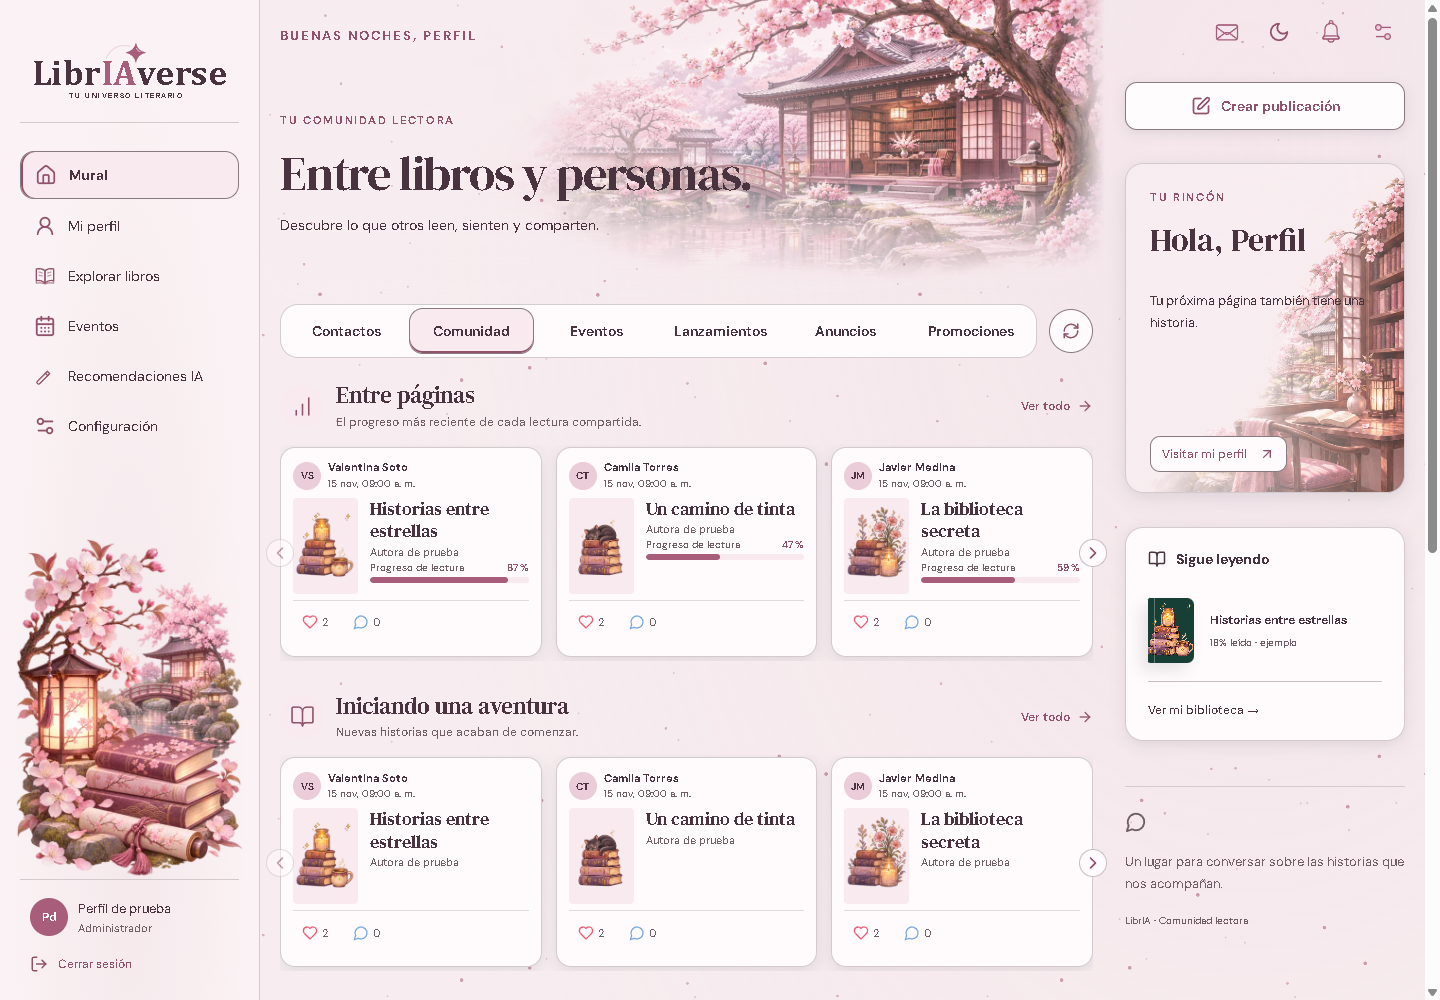 LibrIAverse
TU UNIVERSO LITERARIO
Mural
Mi perfil
Explorar libros
Eventos
Recomendaciones IA
Configuración
Pd
Perfil de prueba
Administrador
Cerrar sesión
BUENAS NOCHES, PERFIL
TU COMUNIDAD LECTORA
Entre libros y personas.
Descubre lo que otros leen, sienten y comparten.
Contactos
Comunidad
Eventos
Lanzamientos
Anuncios
Promociones
Entre páginas
El progreso más reciente de cada lectura compartida.
Ver todo →
VS
Valentina Soto
15 nov, 09:00 a. m.
Historias entre
estrellas
Autora de prueba
Progreso de lectura 87 %
2 0
CT
Camila Torres
15 nov, 09:00 a. m.
Un camino de tinta
Autora de prueba
Progreso de lectura 47 %
2 0
JM
Javier Medina
15 nov, 09:00 a. m.
La biblioteca
secreta
Autora de prueba
Progreso de lectura 59 %
2 0
Iniciando una aventura
Nuevas historias que acaban de comenzar.
Ver todo →
VS
Valentina Soto
15 nov, 09:00 a. m.
Historias entre
estrellas
Autora de prueba
2 0
CT
Camila Torres
15 nov, 09:00 a. m.
Un camino de tinta
Autora de prueba
2 0
JM
Javier Medina
15 nov, 09:00 a. m.
La biblioteca
secreta
Autora de prueba
2 0
Crear publicación
TU RINCÓN
Hola, Perfil
Tu próxima página también tiene una
historia.
Visitar mi perfil
Sigue leyendo
Historias entre estrellas
18% leído · ejemplo
Ver mi biblioteca →
Un lugar para conversar sobre las historias que
nos acompañan.
LibrIA · Comunidad lectora